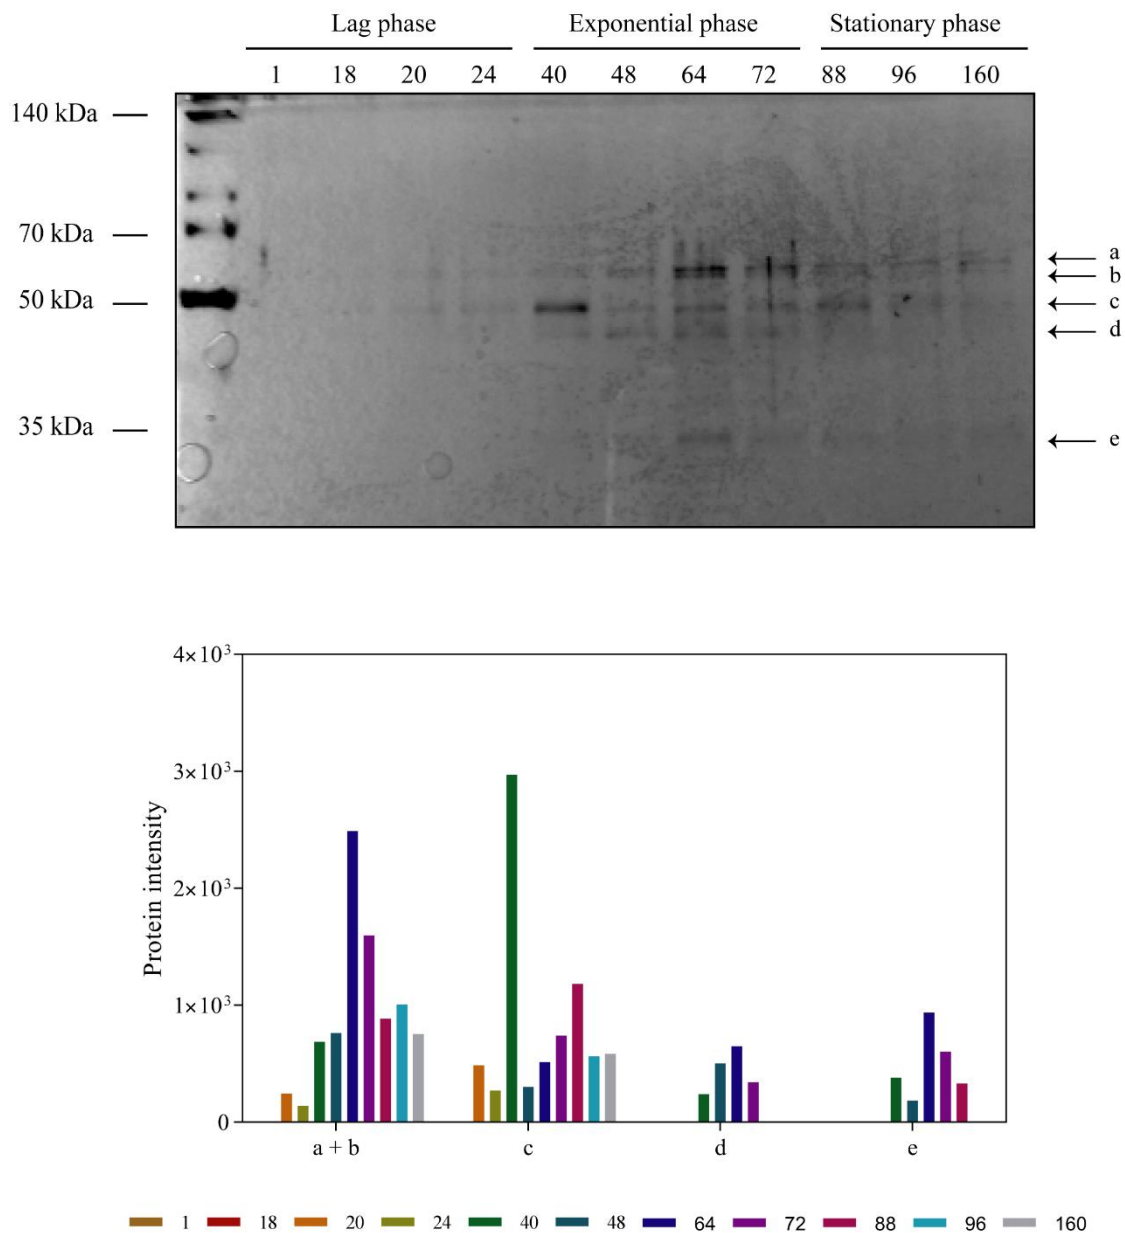 Lag phase Exponential phase Stationary phase
1 18 20 24 40 48 64 72 88 96 160
140 kDa
70 kDa
a
b
50 kDa
c
d
35 kDa
e
4×10³
3×10³
2×10³
1×10³
0
Protein intensity
a + b c d e
1 18 20 24 40 48 64 72 88 96 160